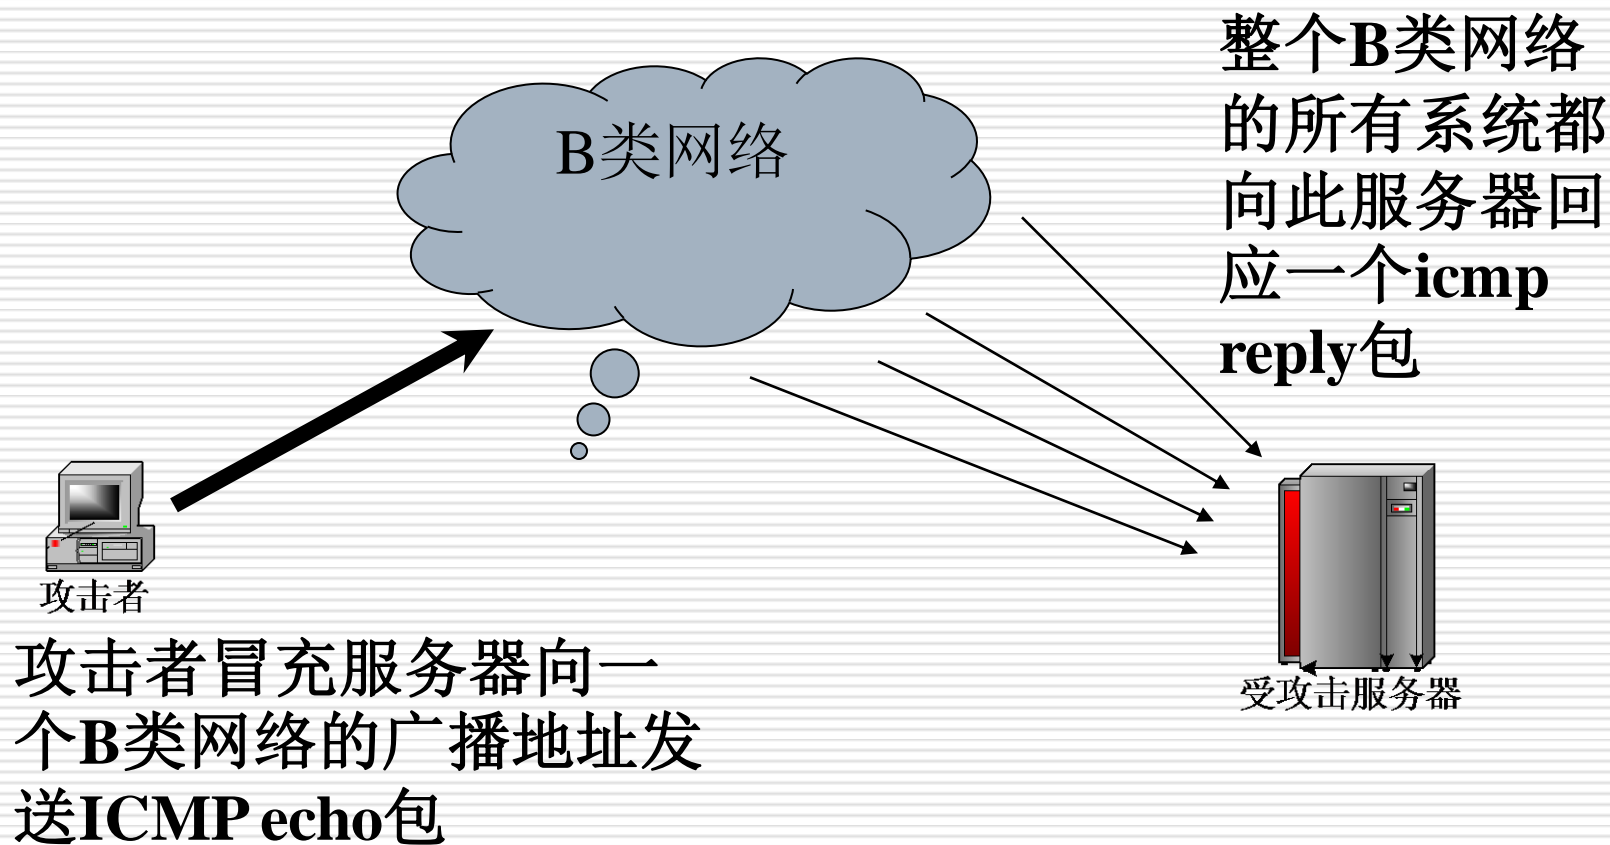 整个B类网络
的所有系统都
向此服务器回
应一个icmp
reply包
B类网络
攻击者
受攻击服务器
攻击者冒充服务器向一
个B类网络的广播地址发
送ICMP echo包